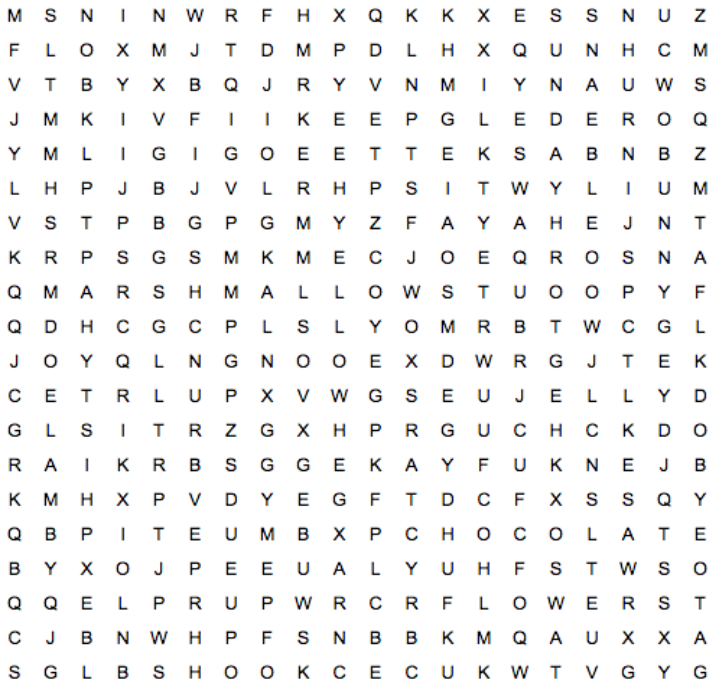 M S N I N W R F H X Q K K X E S S N U Z
F L O X M J T D M P D L H X Q U N H C M
V T B Y X B Q J R Y V N M I Y N A U W S
J M K I V F I I K E E P G L E D E R O Q
Y M L I G I G O E E T T E K S A B N B Z
L H P J B J V L R H P S I T W Y L I U M
V S T P B G P G M Y Z F A Y A H E J N T
K R P S G S M K M E C J O E Q R O S N A
Q M A R S H M A L L O W S T U O O P Y F
Q D H C G C P L S L Y O M R B T W C G L
J O Y Q L N G N O O E X D W R G J T E K
C E T R L U P X V W G S E U J E L L Y D
G L S I T R Z G X H P R G U C H C K D O
R A I K R B S G G E K A Y F U K N E J B
K M H X P V D Y E G F T D C F X S S Q Y
Q B P I T E U M B X P C H O C O L A T E
B Y X O J P E E U A L Y U H F S T W S O
Q Q E L P R U P W R C R F L O W E R S T
C J B N W H P F S N B B K M Q A U X X A
S G L B S H O O K C E C U K W T V G Y G